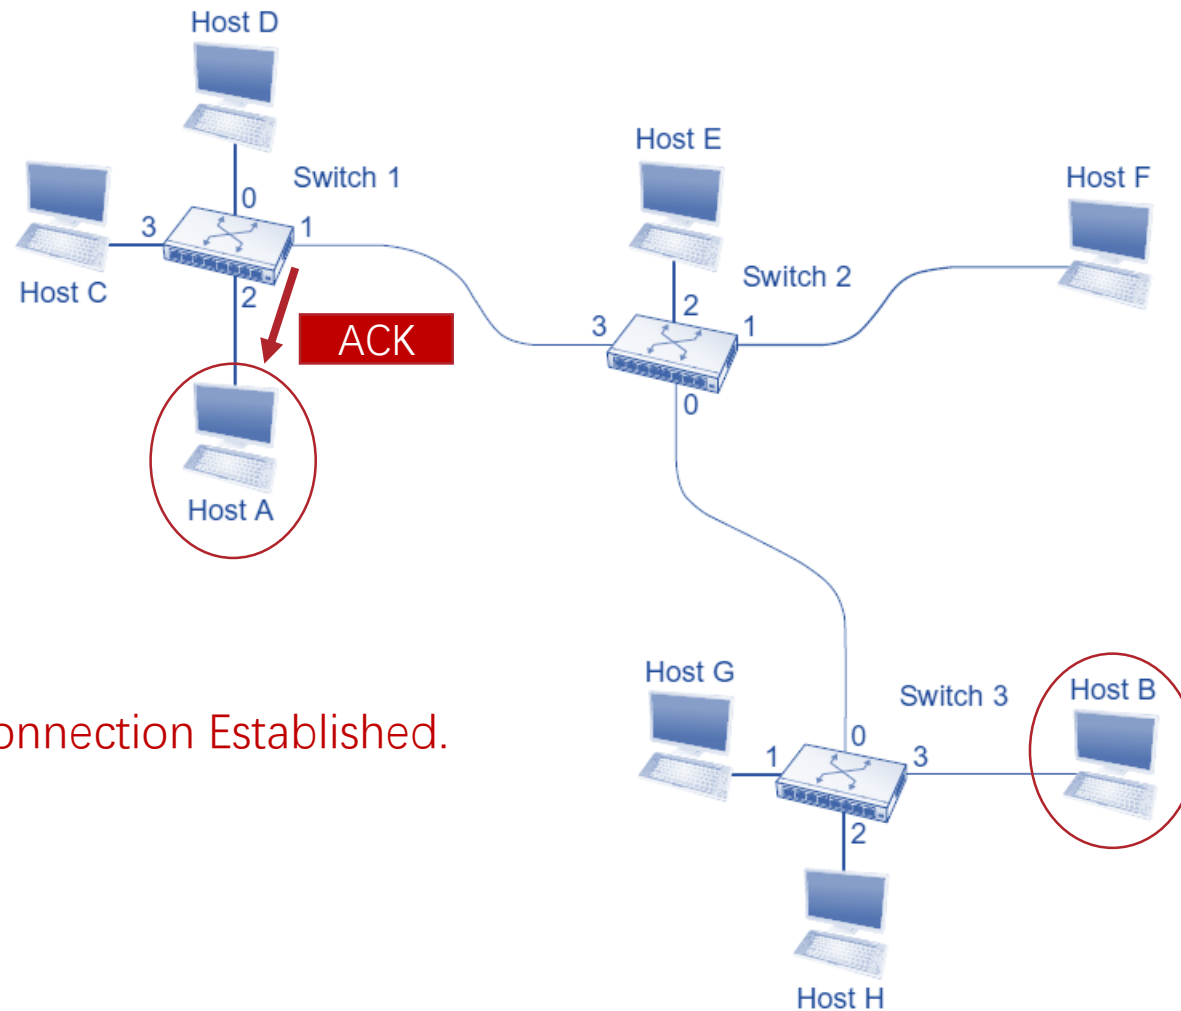 Host D
Host E
Switch 1
Host F
0
3
1
Host C
2
Switch 2
2
3
1
ACK
0
Host A
Host G
Switch 3
Host B
onnection Established.
0
1
3
2
Host H